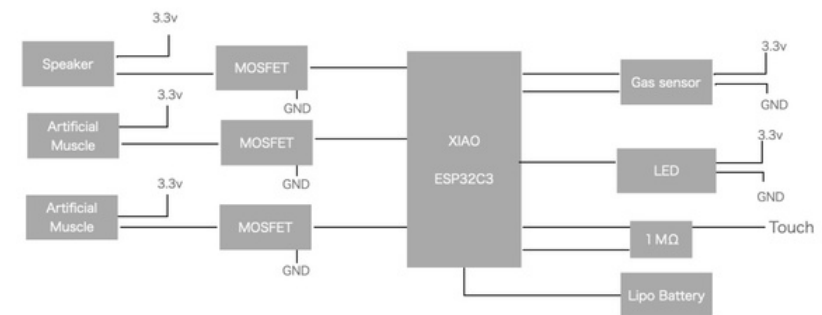 3.3v
Speaker
MOSFET
GND
3.3v
Artificial
Muscle
MOSFET
GND
3.3v
Artificial
Muscle
MOSFET
GND
XIAO
ESP32C3
3.3v
Gas sensor
GND
3.3v
LED
GND
1 MΩ
Touch
Lipo Battery